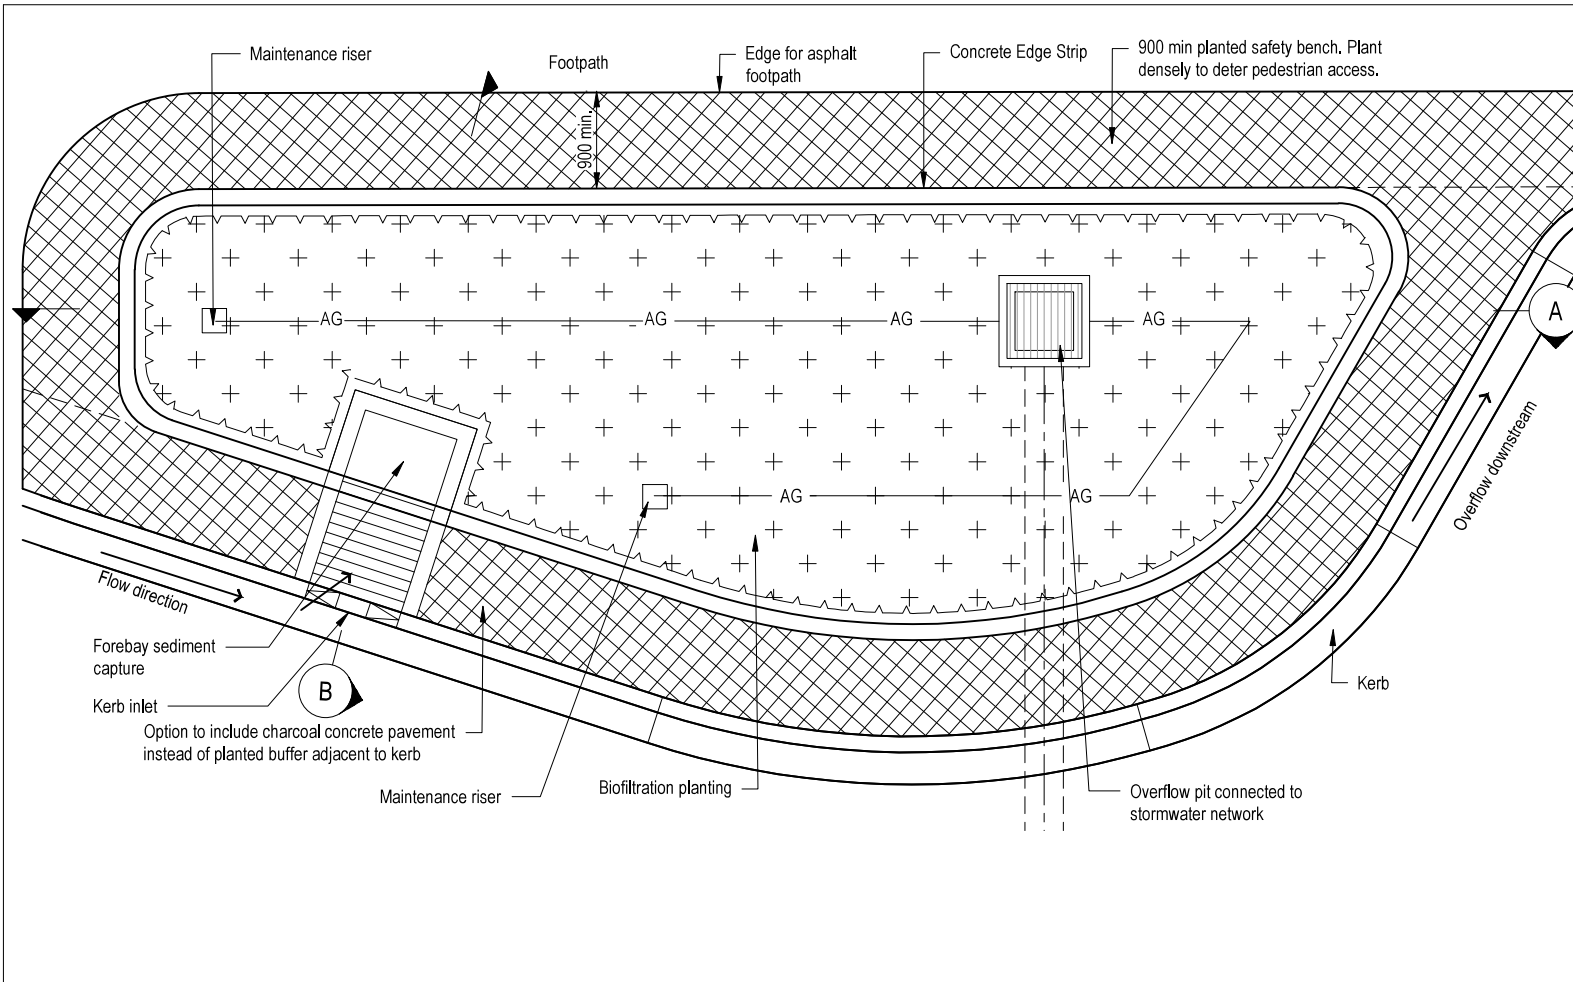 Maintenance riser
Footpath
Edge for asphalt
footpath
Concrete Edge Strip
900 min planted safety bench. Plant
densely to deter pedestrian access.
900 min.
A
AG
AG
AG
AG
AG
AG
Overflow downstream
Flow direction
Forebay sediment
capture
Kerb inlet
B
Option to include charcoal concrete pavement
instead of planted buffer adjacent to kerb
Maintenance riser
Biofiltration planting
Overflow pit connected to
stormwater network
Kerb